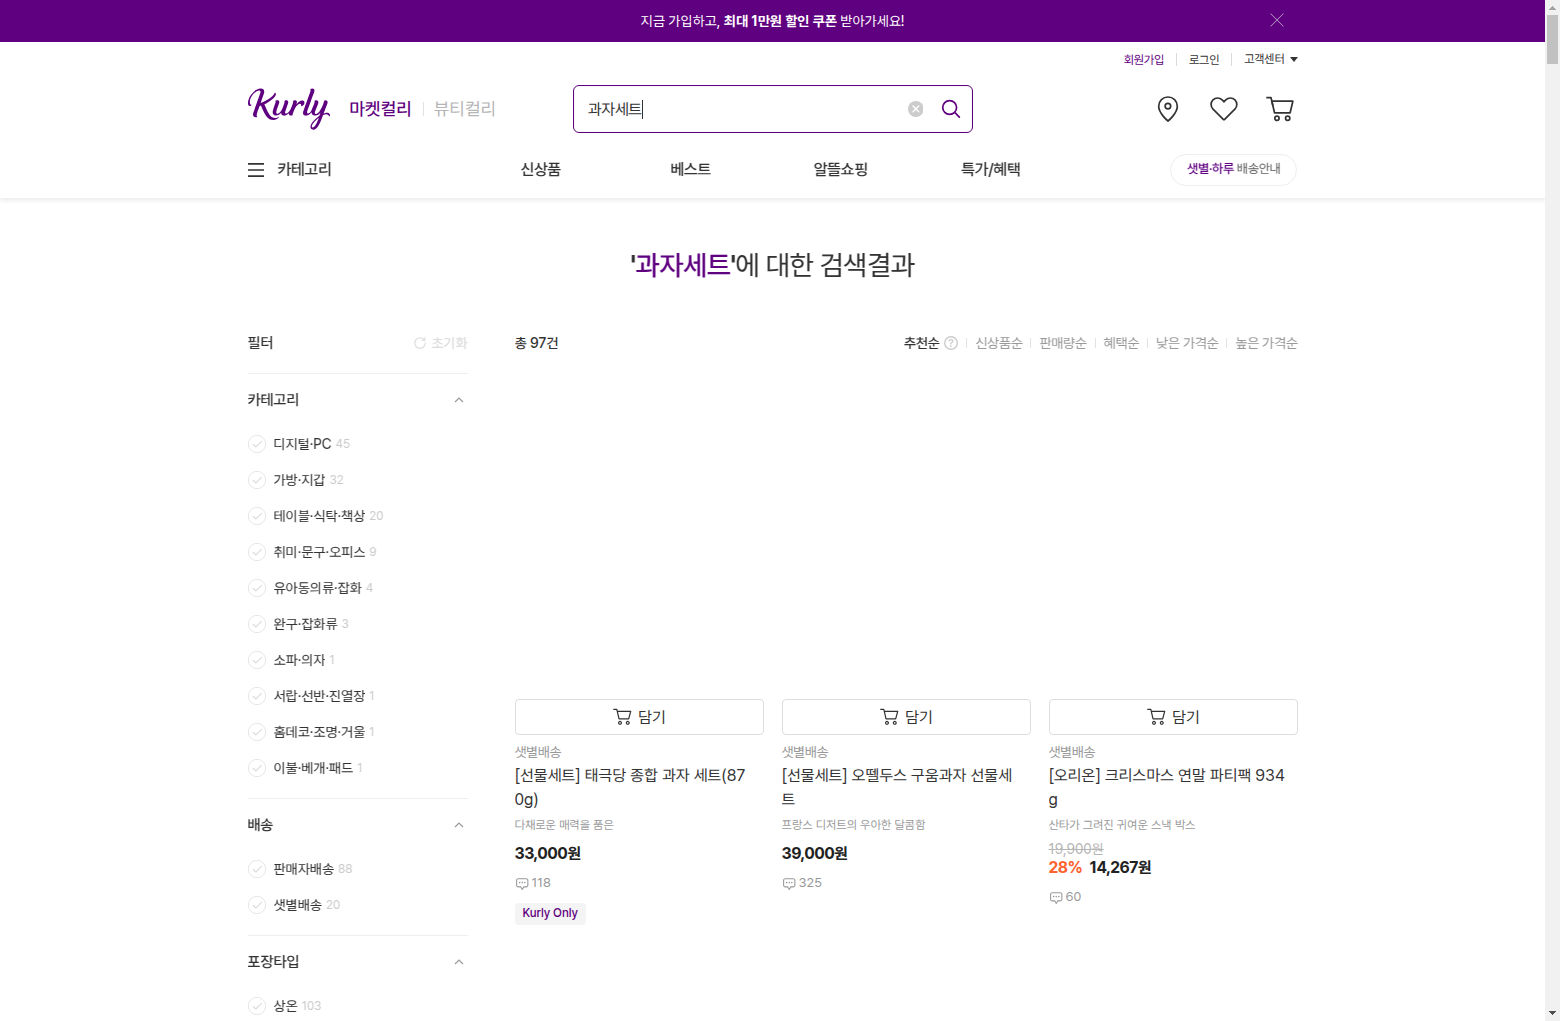 지금 가입하고, 최대 1만원 할인 쿠폰 받아가세요!
회원가입
로그인
고객센터
Kurly
마켓컬리
뷰티컬리
과자세트
카테고리
신상품
베스트
알뜰쇼핑
특가/혜택
샛별·하루 배송안내
'과자세트'에 대한 검색결과
필터
초기화
총 97건
추천순
신상품순
판매량순
혜택순
낮은 가격순
높은 가격순
카테고리
디지털·PC 45
가방·지갑 32
테이블·식탁·책상 20
취미·문구·오피스 9
유아동의류·잡화 4
완구·잡화류 3
소파·의자 1
서랍·선반·진열장 1
홈데코·조명·거울 1
이불·베개·패드 1
배송
판매자배송 88
샛별배송 20
포장타입
상온 103
담기
샛별배송
[선물세트] 태극당 종합 과자 세트(87
0g)
다채로운 매력을 품은
33,000원
118
Kurly Only
담기
샛별배송
[선물세트] 오뗄두스 구움과자 선물세
트
프랑스 디저트의 우아한 달콤함
39,000원
325
담기
샛별배송
[오리온] 크리스마스 연말 파티팩 934
g
산타가 그려진 귀여운 스낵 박스
19,900원
28% 14,267원
60